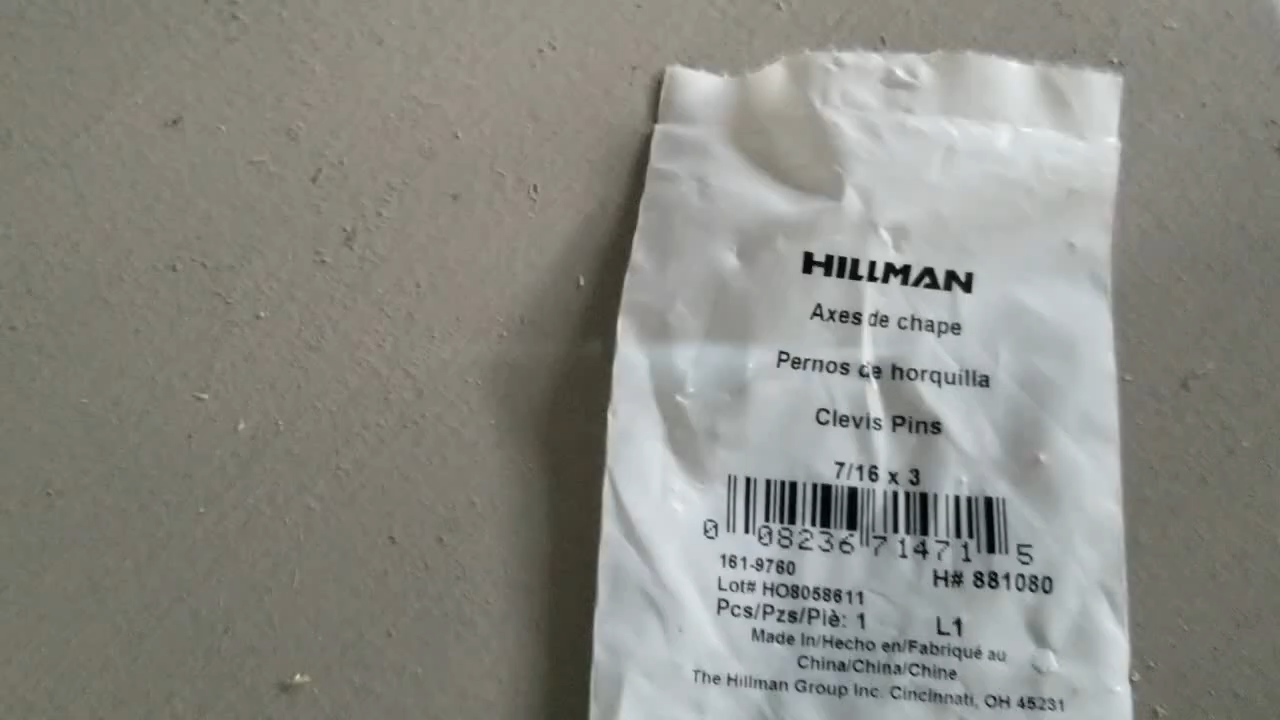 HILLMAN
Axes de chape
Pernos de horquilla
Clevis Pins
7/16 x 3
0 08236 71471 5
161-9760
H# 881080
Lot# HO8058611
Pcs/Pzs/Piè: 1 L1
Made In/Hecho en/Fabriqué au
China/China/Chine
The Hillman Group Inc. Cincinnati, OH 45231